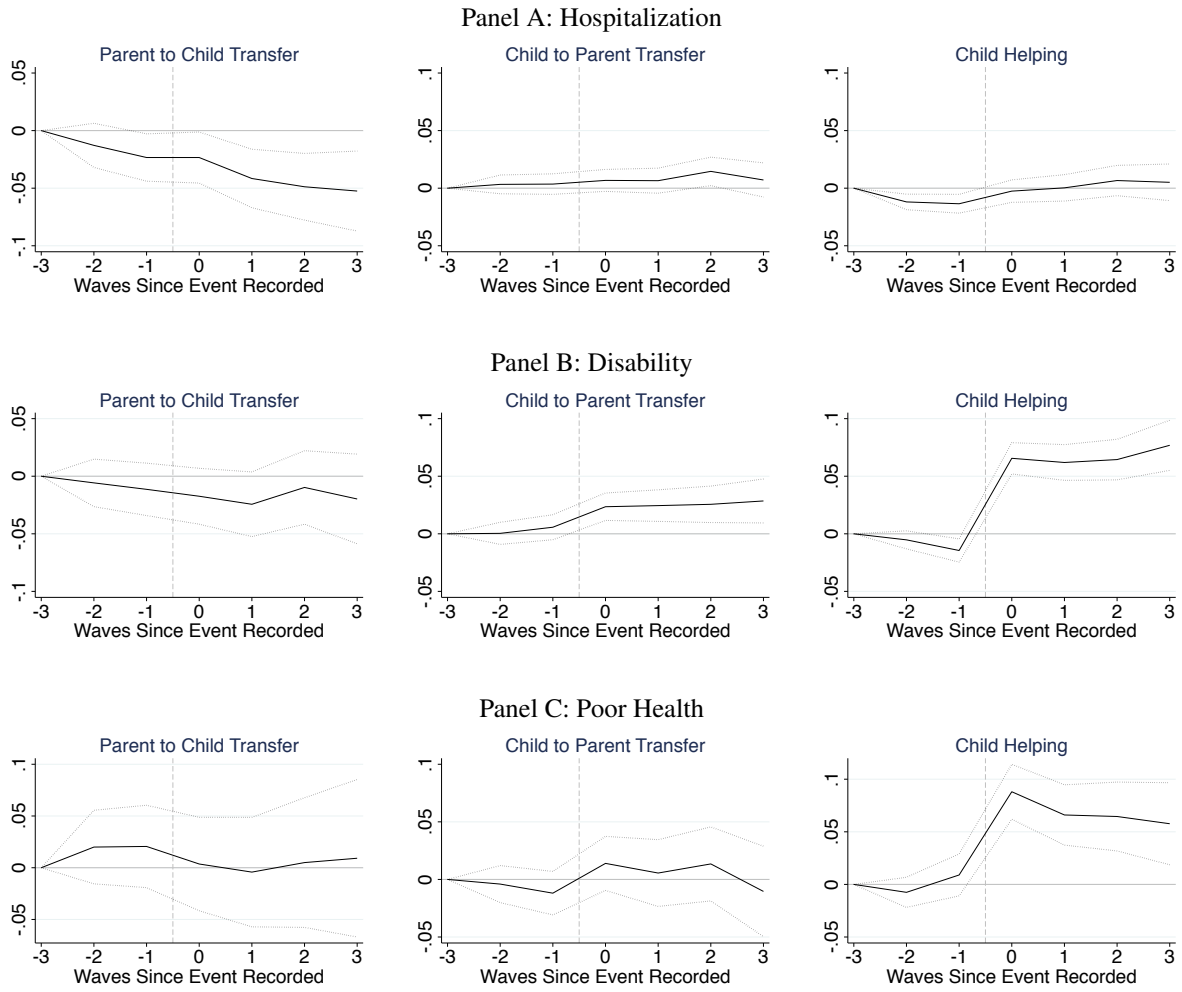 Panel A: Hospitalization
Parent to Child Transfer
.05
0
-.05
-.1
-3 -2 -1 0 1 2 3
Waves Since Event Recorded
Child to Parent Transfer
.1
.05
0
-.05
-3 -2 -1 0 1 2 3
Waves Since Event Recorded
Child Helping
.1
.05
0
-.05
-3 -2 -1 0 1 2 3
Waves Since Event Recorded
Panel B: Disability
Parent to Child Transfer
.05
0
-.05
-.1
-3 -2 -1 0 1 2 3
Waves Since Event Recorded
Child to Parent Transfer
.1
.05
0
-.05
-3 -2 -1 0 1 2 3
Waves Since Event Recorded
Child Helping
.1
.05
0
-.05
-3 -2 -1 0 1 2 3
Waves Since Event Recorded
Panel C: Poor Health
Parent to Child Transfer
.1
.05
0
-.05
-3 -2 -1 0 1 2 3
Waves Since Event Recorded
Child to Parent Transfer
.1
.05
0
-.05
-3 -2 -1 0 1 2 3
Waves Since Event Recorded
Child Helping
.1
.05
0
-.05
-3 -2 -1 0 1 2 3
Waves Since Event Recorded